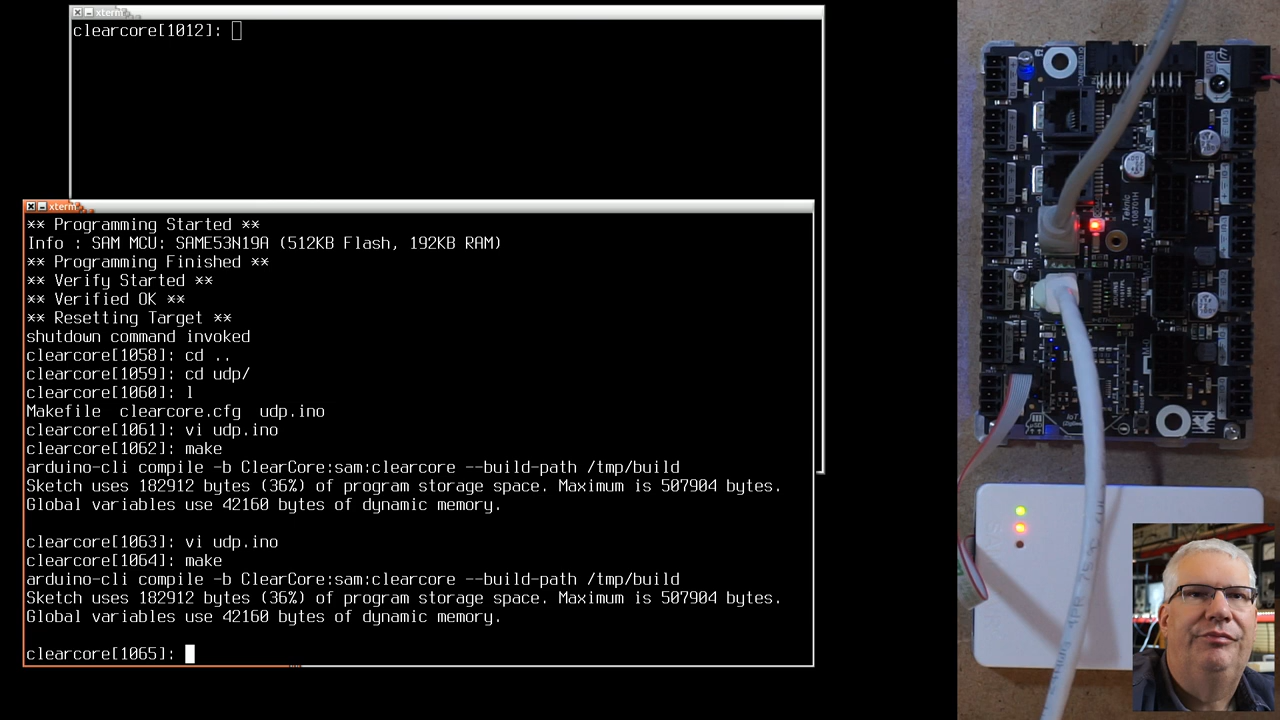 xterm
clearcore[1012]:
xterm
** Programming Started **
Info : SAM MCU: SAME53N19A (512KB Flash, 192KB RAM)
** Programming Finished **
** Verify Started **
** Verified OK **
** Resetting Target **
shutdown command invoked
clearcore[1058]: cd ..
clearcore[1059]: cd udp/
clearcore[1060]: l
Makefile  clearcore.cfg  udp.ino
clearcore[1061]: vi udp.ino
clearcore[1062]: make
arduino-cli compile -b ClearCore:sam:clearcore --build-path /tmp/build
Sketch uses 182912 bytes (36%) of program storage space. Maximum is 507904 bytes.
Global variables use 42160 bytes of dynamic memory.
clearcore[1063]: vi udp.ino
clearcore[1064]: make
arduino-cli compile -b ClearCore:sam:clearcore --build-path /tmp/build
Sketch uses 182912 bytes (36%) of program storage space. Maximum is 507904 bytes.
Global variables use 42160 bytes of dynamic memory.
clearcore[1065]:
Teknic
M-2
M-0
IoT